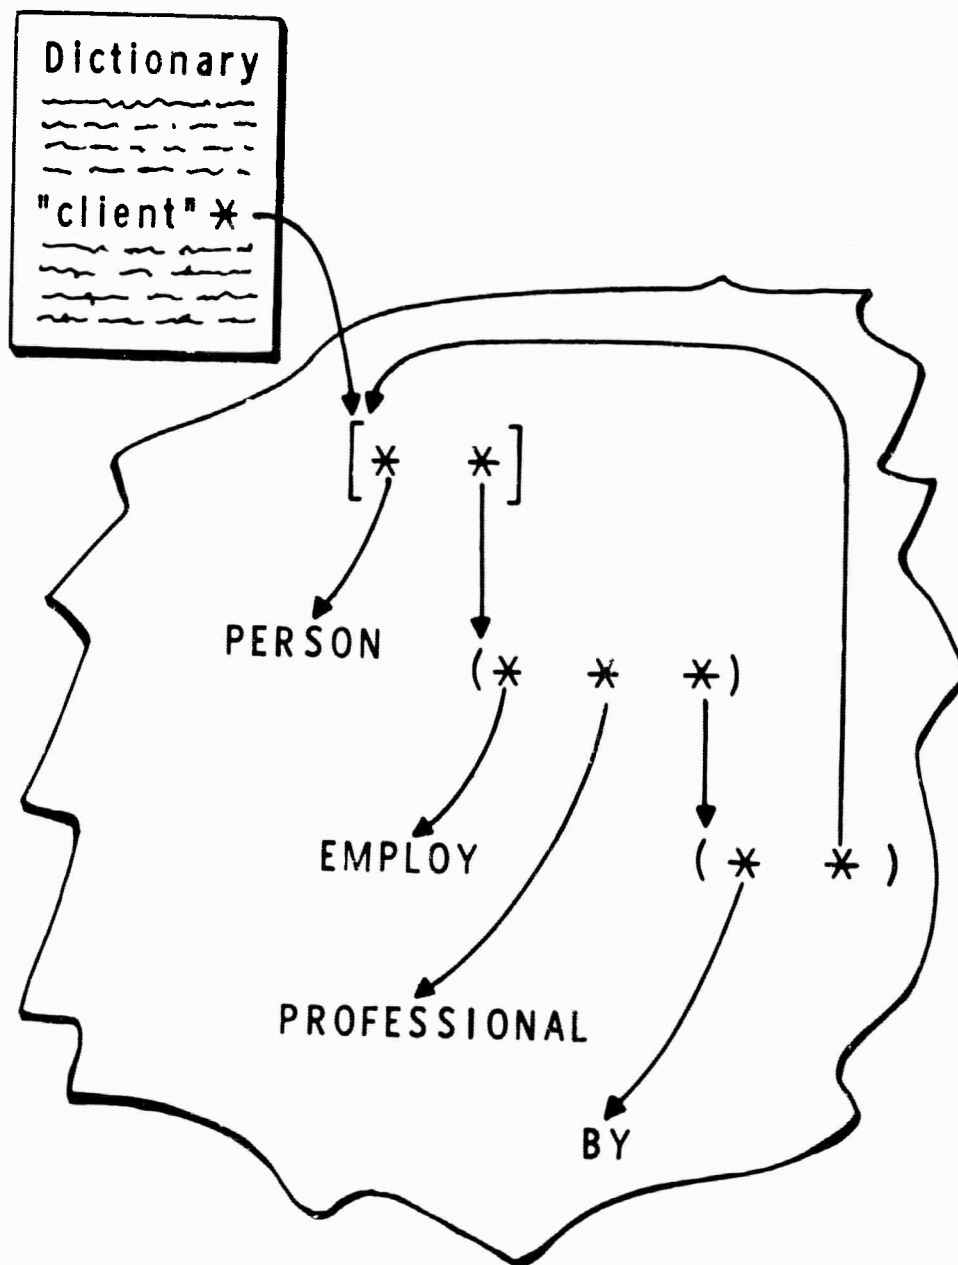 Dictionary
"client" *
[* *]
PERSON
(* * *)
EMPLOY
(* *)
PROFESSIONAL
BY